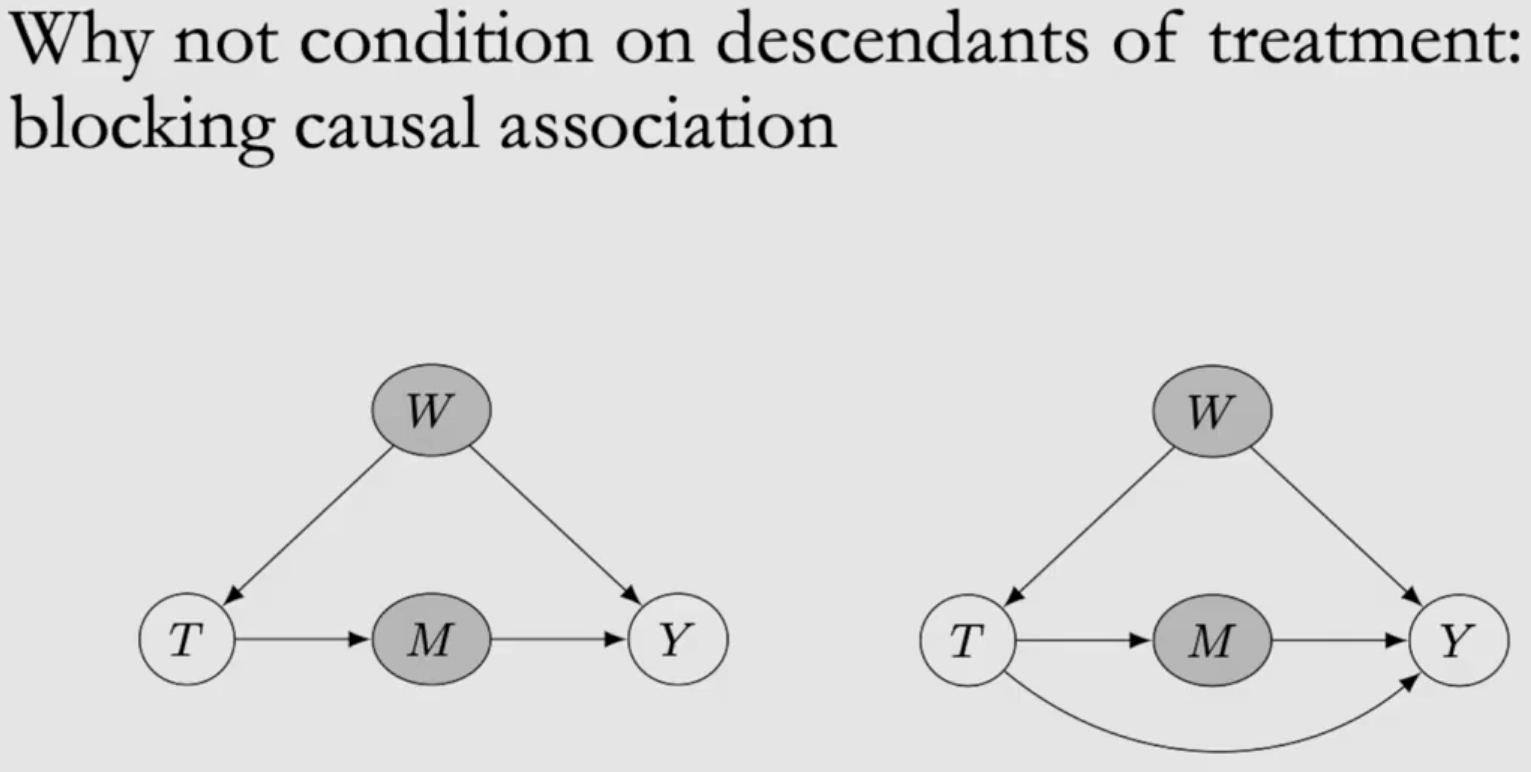 Why not condition on descendants of treatment:
blocking causal association
W
W
T
M
Y
T
M
Y